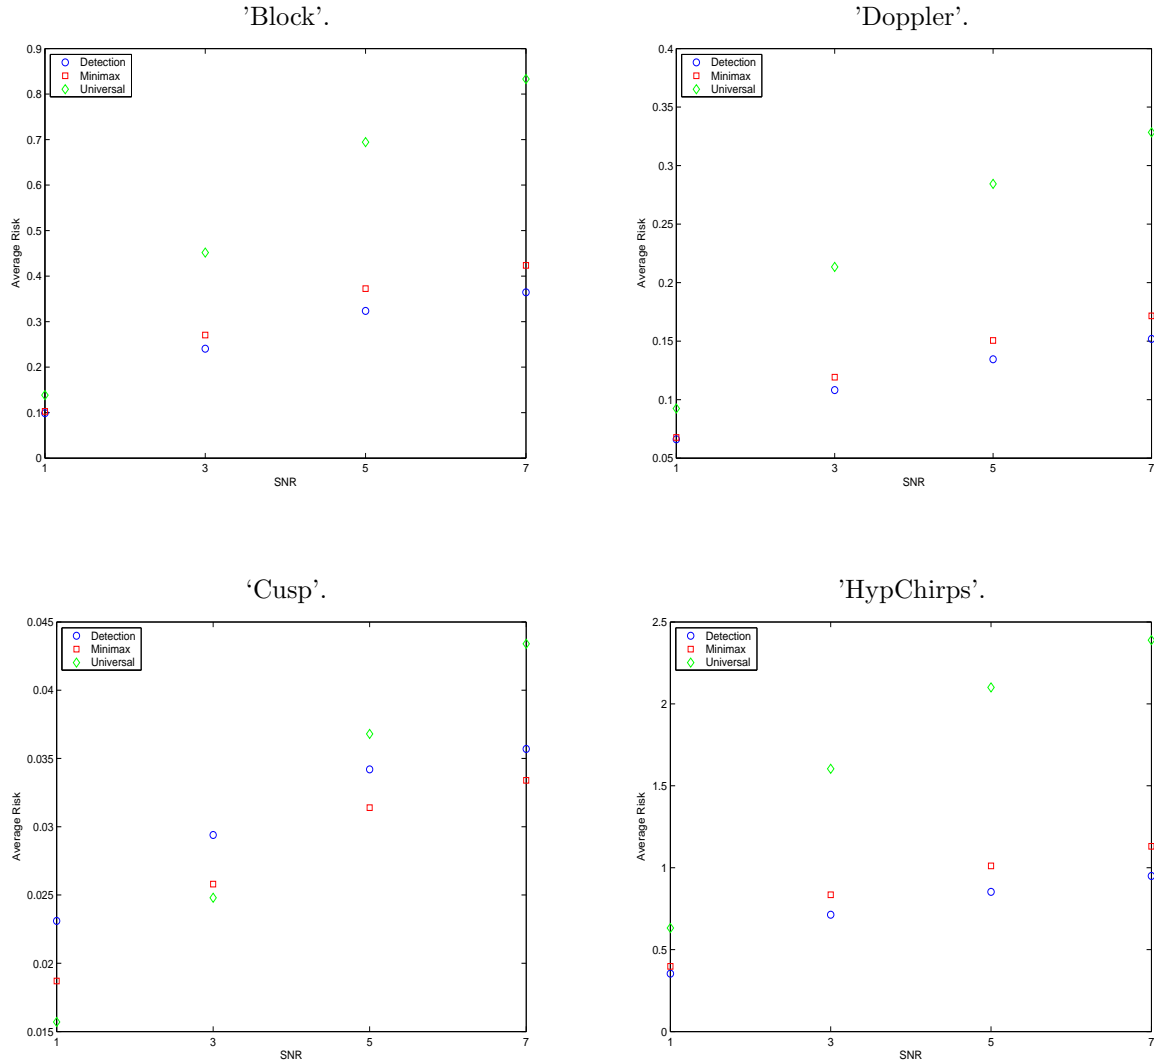 'Block'.
0.9
0.8
0.7
0.6
0.5
0.4
0.3
0.2
0.1
0
1
3
5
7
Average Risk
SNR
Detection
Minimax
Universal
'Doppler'.
0.4
0.35
0.3
0.25
0.2
0.15
0.1
0.05
1
3
5
7
Average Risk
SNR
Detection
Minimax
Universal
‘Cusp’.
0.045
0.04
0.035
0.03
0.025
0.02
0.015
1
3
5
7
Average Risk
SNR
Detection
Minimax
Universal
’HypChirps’.
2.5
2
1.5
1
0.5
0
1
3
5
7
Average Risk
SNR
Detection
Minimax
Universal